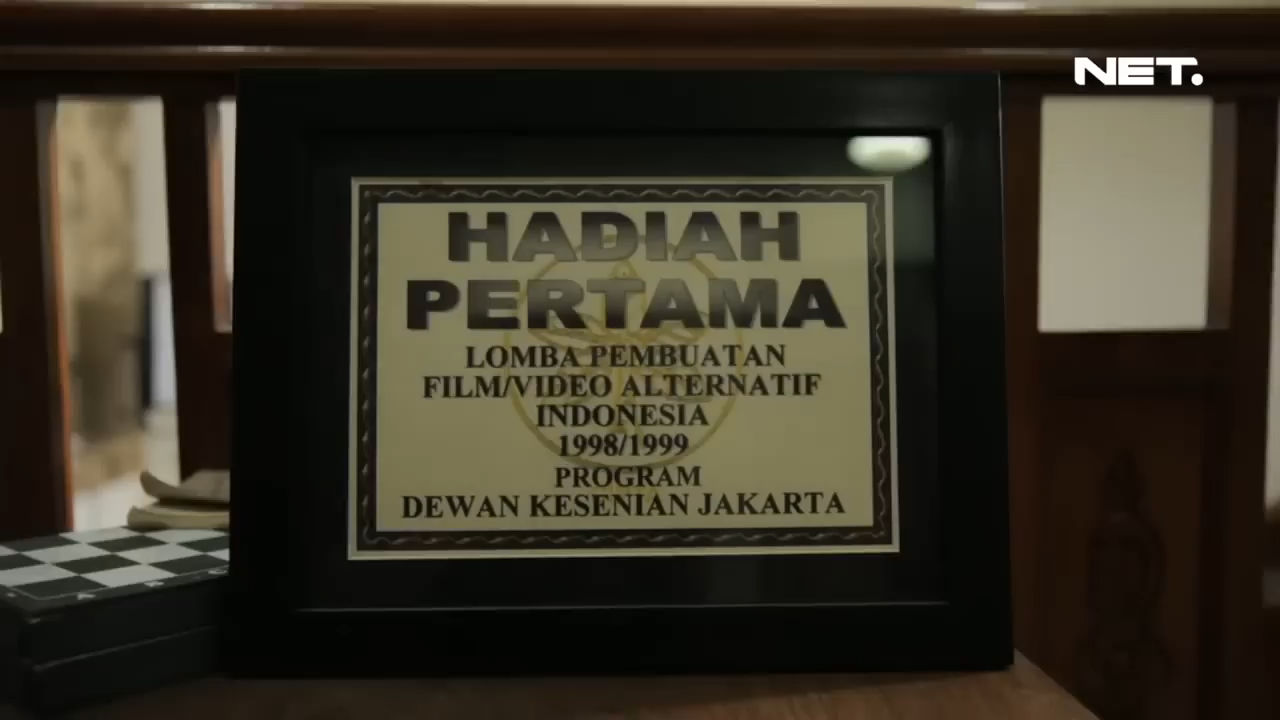 NET.
HADIAH
PERTAMA
LOMBA PEMBUATAN
FILM/VIDEO ALTERNATIF
INDONESIA
1998/1999
PROGRAM
DEWAN KESENIAN JAKARTA